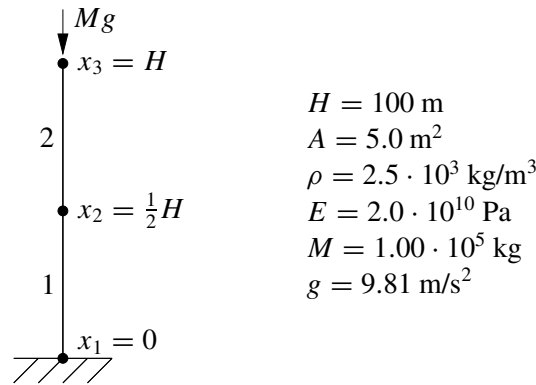 Mg
x₃ = H
2
x₂ = ½H
1
x₁ = 0
H = 100 m
A = 5.0 m²
ρ = 2.5 · 10³ kg/m³
E = 2.0 · 10¹⁰ Pa
M = 1.00 · 10⁵ kg
g = 9.81 m/s²